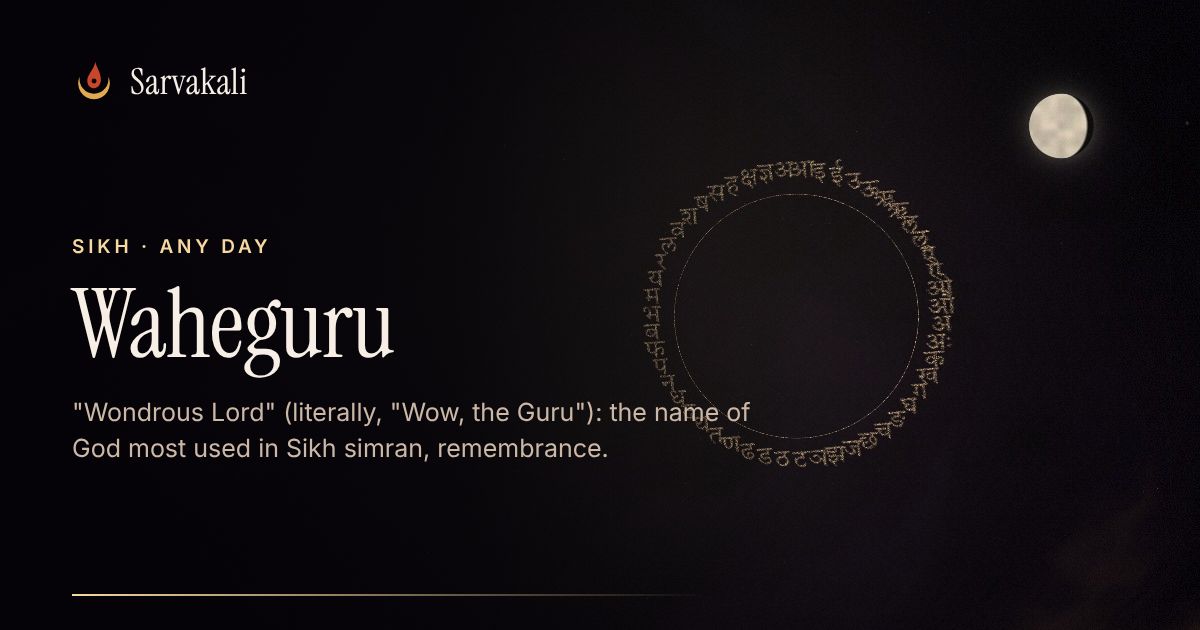 Sarvakali
SIKH · ANY DAY
Waheguru
"Wondrous Lord" (literally, "Wow, the Guru"): the name of
God most used in Sikh simran, remembrance.